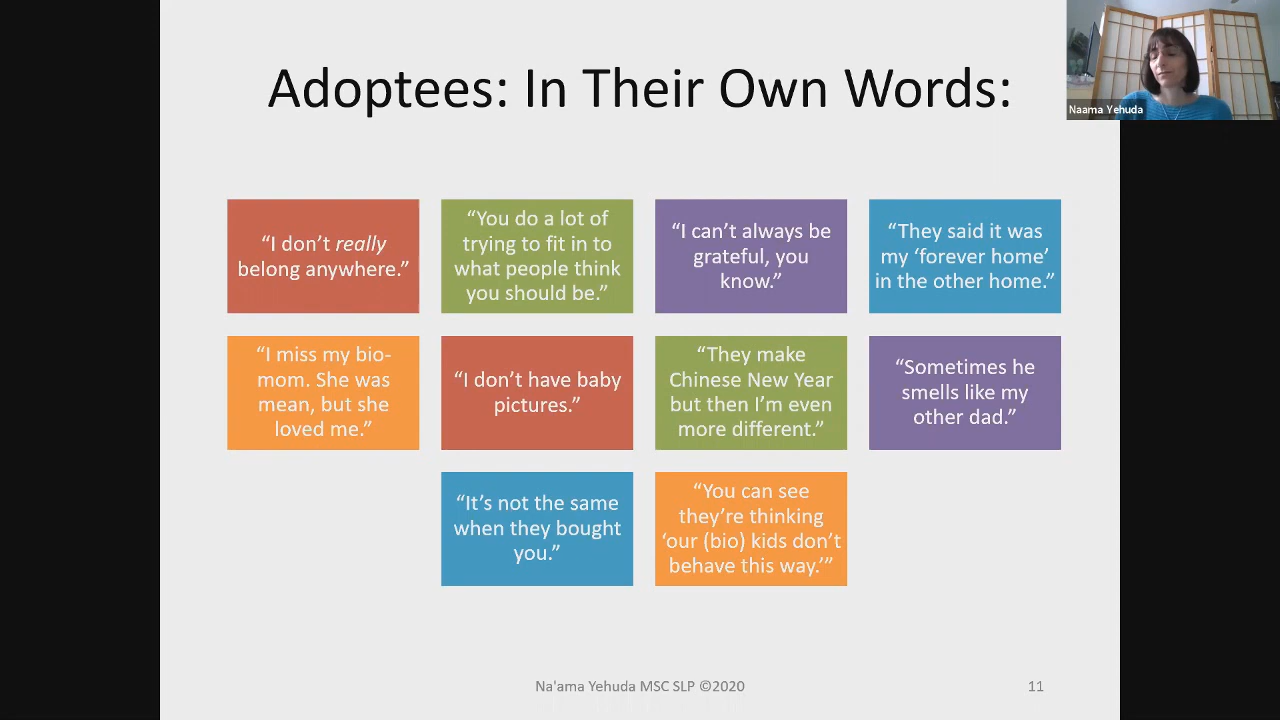 Adoptees: In Their Own Words:
Naama Yehuda
“I don’t really
belong anywhere.”
“You do a lot of
trying to fit in to
what people think
you should be.”
“I can’t always be
grateful, you
know.”
“They said it was
my ‘forever home’
in the other home.”
“I miss my bio-
mom. She was
mean, but she
loved me.”
“I don’t have baby
pictures.”
“They make
Chinese New Year
but then I’m even
more different.”
“Sometimes he
smells like my
other dad.”
“It’s not the same
when they bought
you.”
“You can see
they’re thinking
‘our (bio) kids don’t
behave this way.’”
Na'ama Yehuda MSC SLP ©2020
11